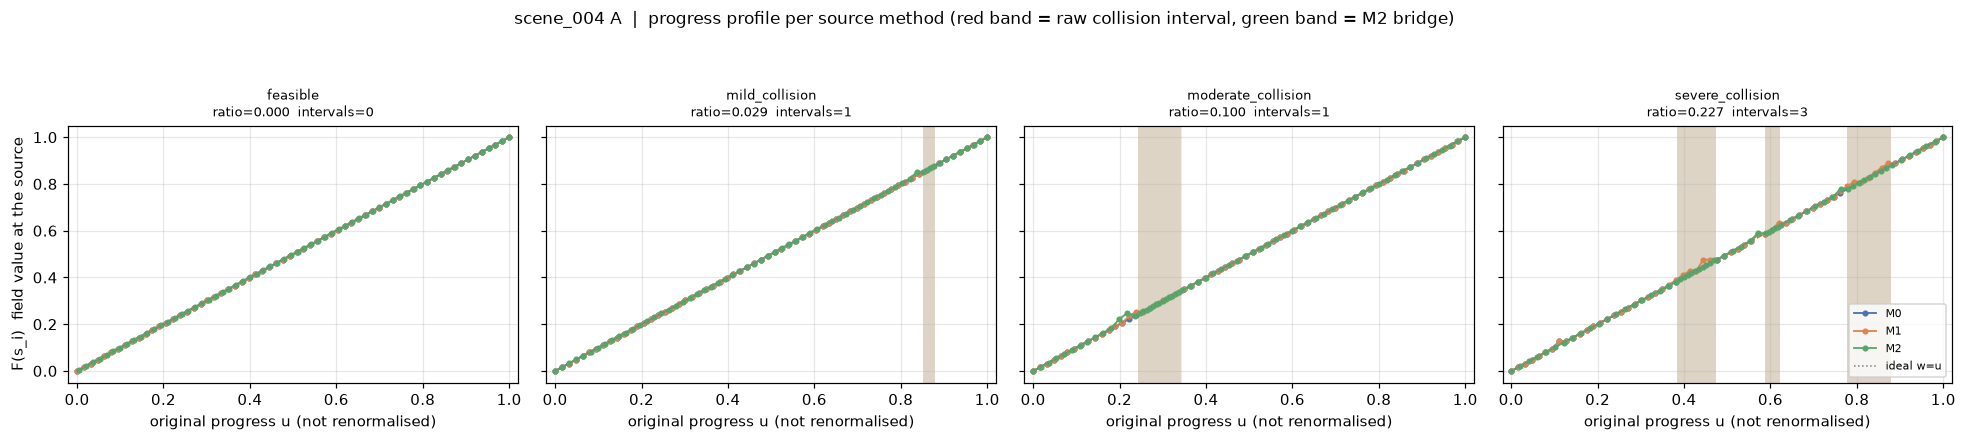 scene_004 A  |  progress profile per source method (red band = raw collision interval, green band = M2 bridge)
feasible
ratio=0.000  intervals=0
mild_collision
ratio=0.029  intervals=1
moderate_collision
ratio=0.100  intervals=1
severe_collision
ratio=0.227  intervals=3
F(s_i)  field value at the source
1.0
0.8
0.6
0.4
0.2
0.0
M0
M1
M2
ideal w=u
0.0 0.2 0.4 0.6 0.8 1.0
0.0 0.2 0.4 0.6 0.8 1.0
0.0 0.2 0.4 0.6 0.8 1.0
0.0 0.2 0.4 0.6 0.8 1.0
original progress u (not renormalised)
original progress u (not renormalised)
original progress u (not renormalised)
original progress u (not renormalised)